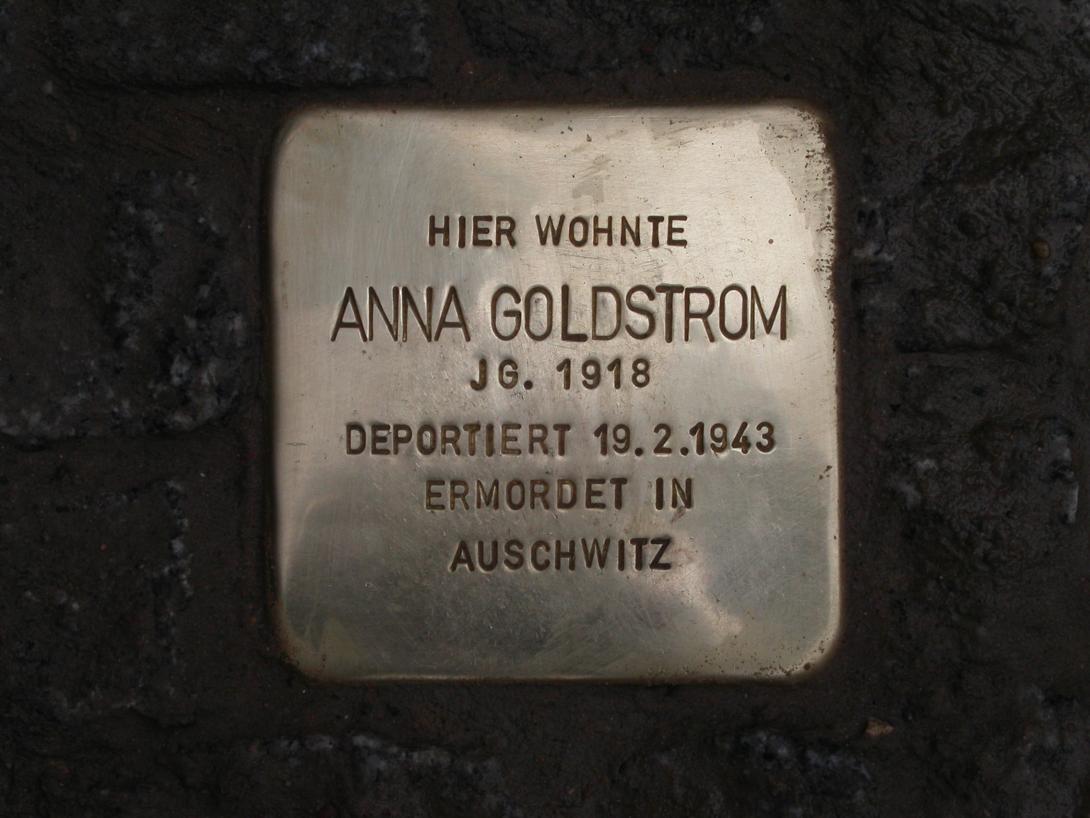 HIER WOHNTE
ANNA GOLDSTROM
JG. 1918
DEPORTIERT 19.2.1943
ERMORDET IN
AUSCHWITZ